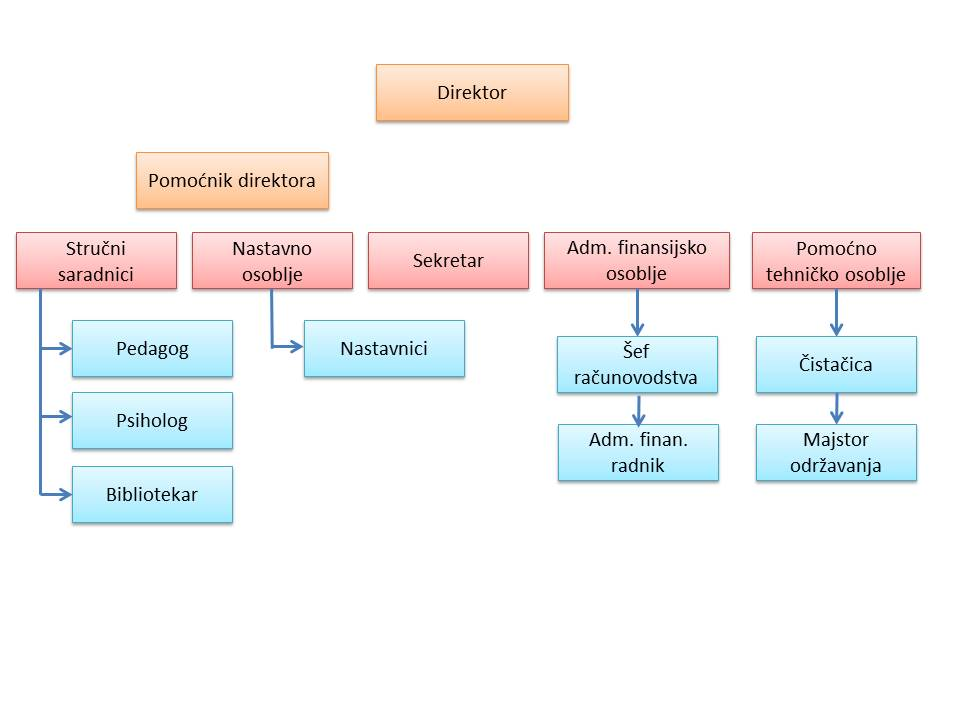 Direktor
Pomoćnik direktora
Stručni
saradnici
Nastavno
osoblje
Sekretar
Adm. finansijsko
osoblje
Pomoćno
tehničko osoblje
Pedagog
Psiholog
Bibliotekar
Nastavnici
Šef
računovodstva
Adm. finan.
radnik
Čistačica
Majstor
održavanja